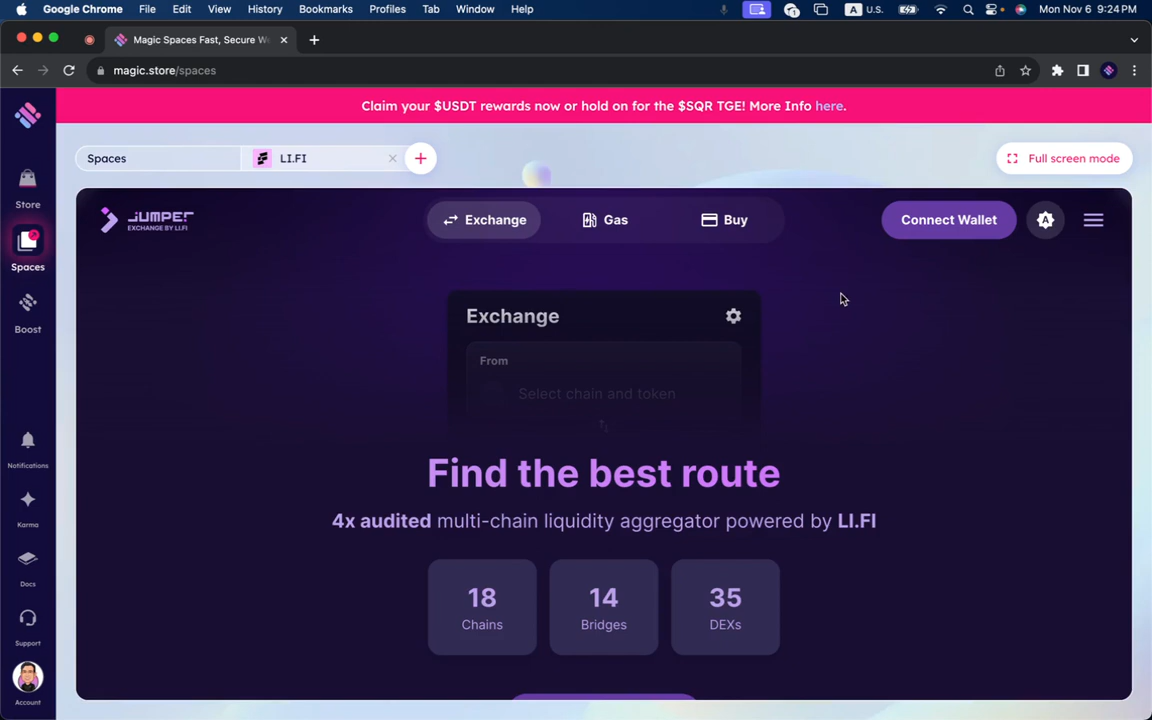 Google Chrome File Edit View History Bookmarks Profiles Tab Window Help A U.S. Mon Nov 6 9:24 PM
Magic Spaces Fast, Secure W
magic.store/spaces
Claim your $USDT rewards now or hold on for the $SQR TGE! More Info here.
Spaces LI.FI Full screen mode
Store
Spaces
Boost
Notifications
Karma
Docs
Support
Account
JUMPER
EXCHANGE BY LI.FI
Exchange Gas Buy Connect Wallet A
Exchange
From
Select chain and token
Find the best route
4x audited multi-chain liquidity aggregator powered by LI.FI
18 14 35
Chains Bridges DEXs